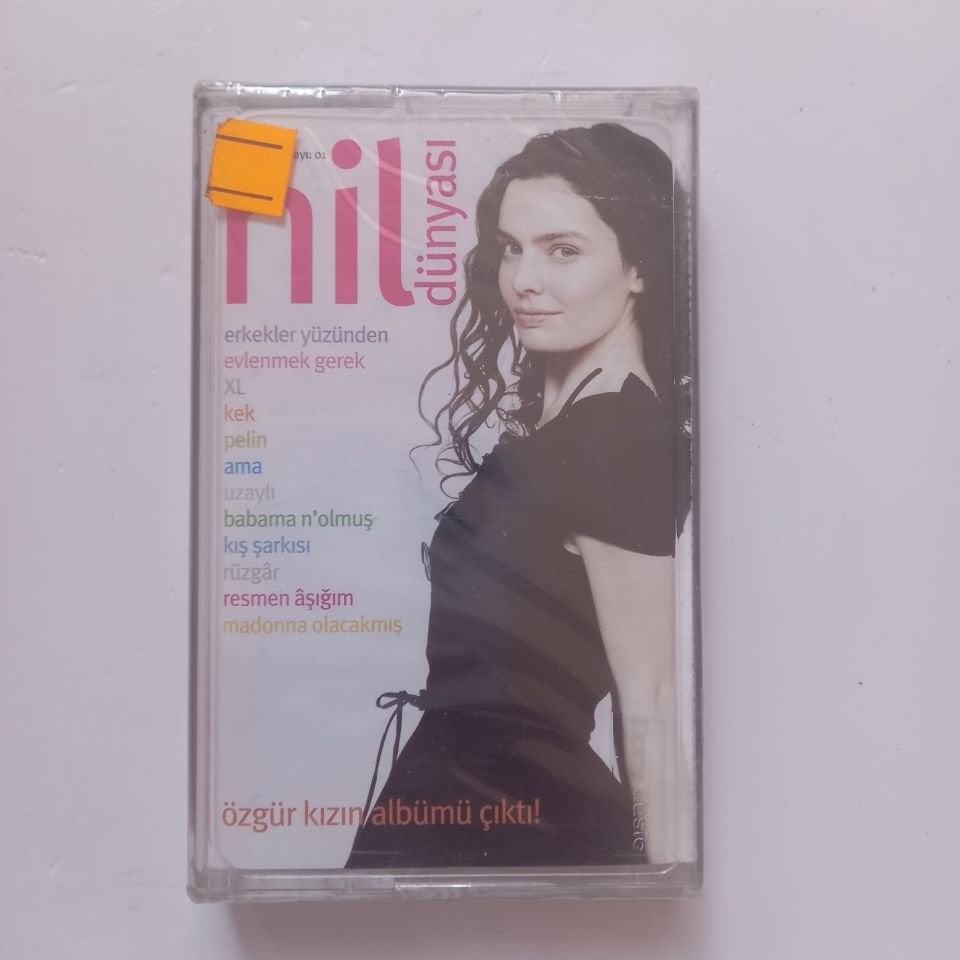 nil
dünyası
erkekler yüzünden
evlenmek gerek
XL
kek
pelin
ama
uzaylı
babama n'olmuş
kış şarkısı
rüzgâr
resmen âşığım
madonna olacakmış
özgür kızın albümü çıktı!